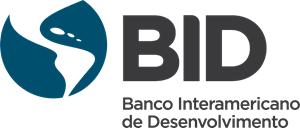 BID
Banco Interamericano
de Desenvolvimento